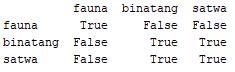 fauna binatang satwa
fauna True False False
binatang False True True
satwa False True True